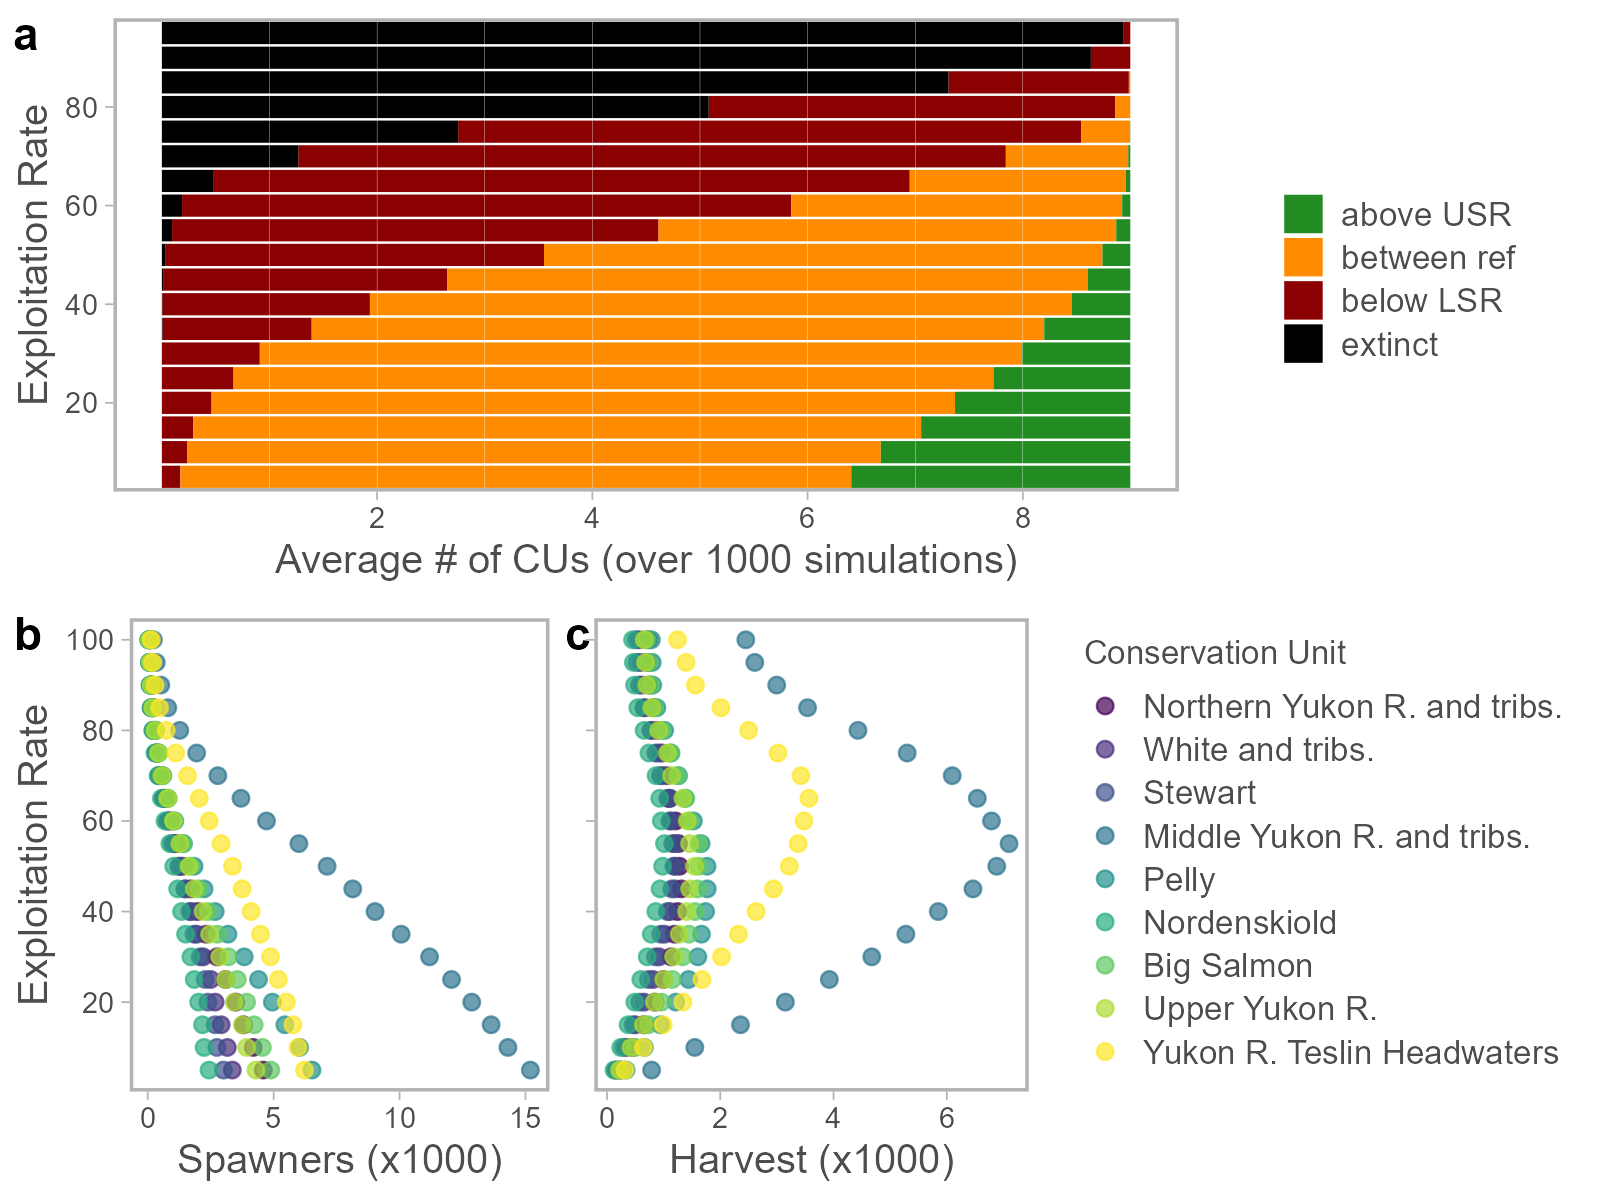 a
Exploitation Rate
80
60
40
20
2 4 6 8
Average # of CUs (over 1000 simulations)
above USR
between ref
below LSR
extinct
b
Exploitation Rate
100
80
60
40
20
0 5 10 15
Spawners (x1000)
c
0 2 4 6
Harvest (x1000)
Conservation Unit
Northern Yukon R. and tribs.
White and tribs.
Stewart
Middle Yukon R. and tribs.
Pelly
Nordenskiold
Big Salmon
Upper Yukon R.
Yukon R. Teslin Headwaters